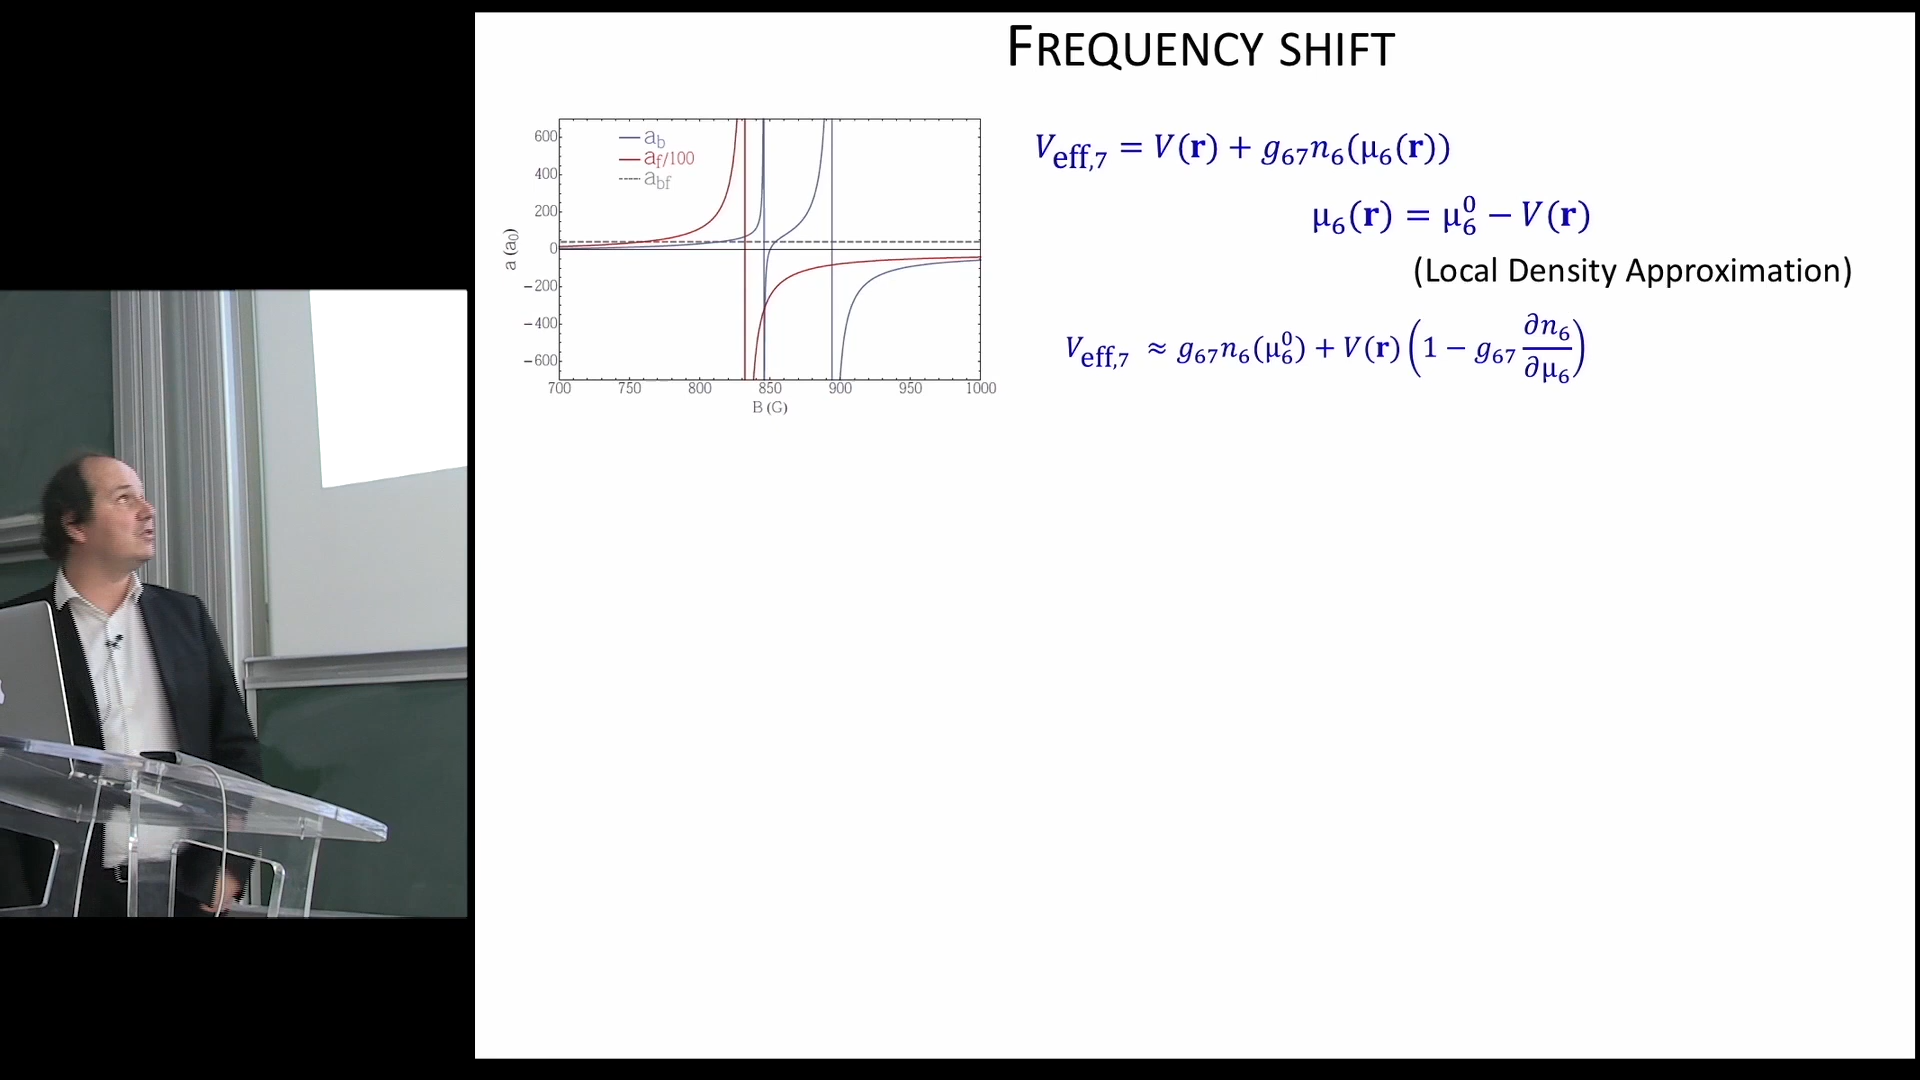 FREQUENCY SHIFT
a_b
a_f/100
a_bf
600
400
200
0
−200
−400
−600
a (a₀)
700 750 800 850 900 950 1000
B (G)
V_eff,7 = V(𝐫) + g₆₇n₆(μ₆(𝐫))
μ₆(𝐫) = μ₆⁰ − V(𝐫)
(Local Density Approximation)
V_eff,7 ≈ g₆₇n₆(μ₆⁰) + V(𝐫)(1 − g₆₇ ∂n₆/∂μ₆)